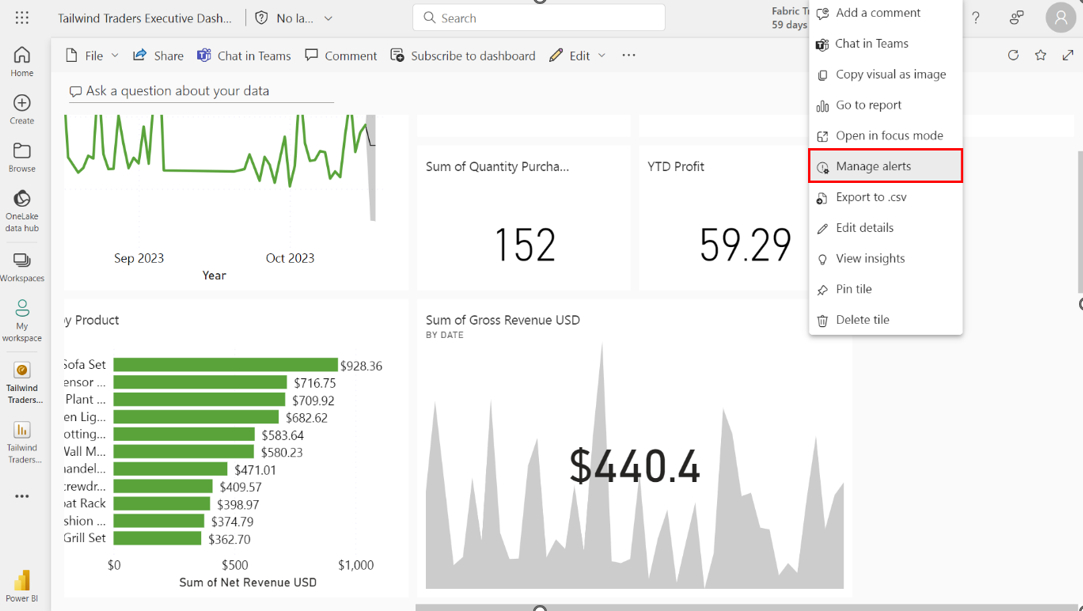 Tailwind Traders Executive Dash...
No la...
Search
Fabric T
59 days
Add a comment
Chat in Teams
Copy visual as image
Go to report
Open in focus mode
Manage alerts
Export to .csv
Edit details
View insights
Pin tile
Delete tile
File
Share
Chat in Teams
Comment
Subscribe to dashboard
Edit
Home
Create
Browse
OneLake
data hub
Workspaces
My
workspace
Tailwind
Traders...
Tailwind
Traders...
Power BI
Ask a question about your data
Sep 2023
Oct 2023
Year
Sum of Quantity Purcha...
152
YTD Profit
59.29
y Product
Sofa Set
$928.36
ensor ...
$716.75
Plant ...
$709.92
en Lig...
$682.62
otting...
$583.64
Wall M...
$580.23
andel...
$471.01
crewdr...
$409.57
oat Rack
$398.97
shion ...
$374.79
Grill Set
$362.70
$0
$500
$1,000
Sum of Net Revenue USD
Sum of Gross Revenue USD
BY DATE
$440.4